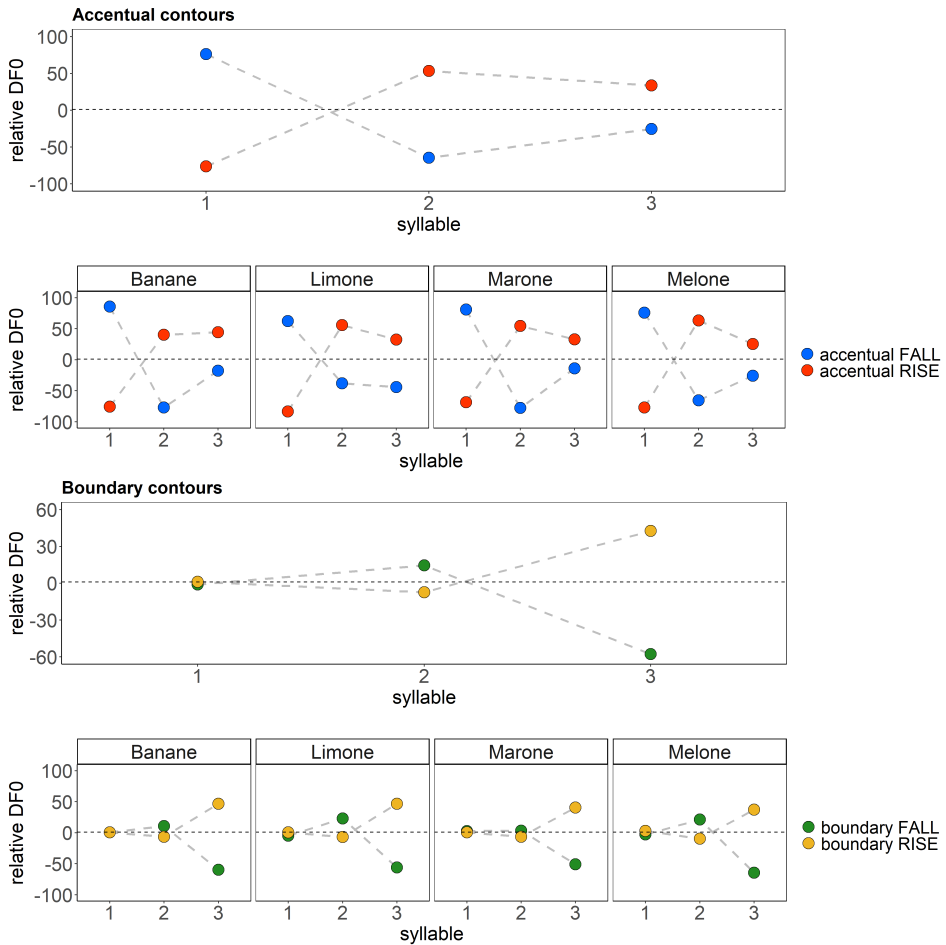 Accentual contours
relative DF0
100
50
0
-50
-100
1 2 3
syllable
Banane Limone Marone Melone
relative DF0
100
50
0
-50
-100
1 2 3 1 2 3 1 2 3 1 2 3
syllable
accentual FALL
accentual RISE
Boundary contours
relative DF0
60
30
0
-30
-60
1 2 3
syllable
Banane Limone Marone Melone
relative DF0
100
50
0
-50
-100
1 2 3 1 2 3 1 2 3 1 2 3
syllable
boundary FALL
boundary RISE